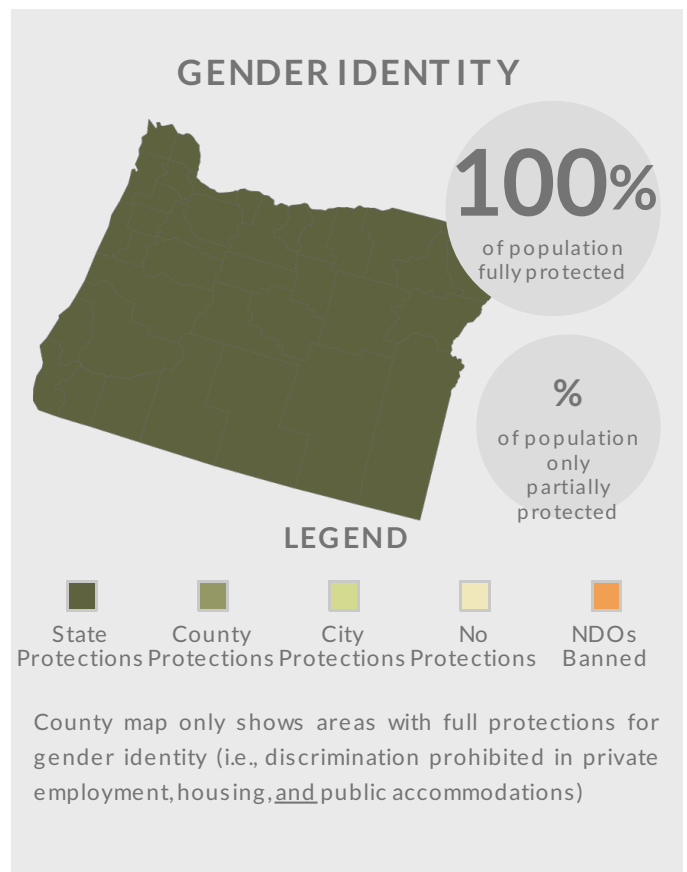 GENDER IDENTITY
100%
of population
fully protected
%
of population
only
partially
protected
LEGEND
State
Protections
County
Protections
City
Protections
No
Protections
NDOs
Banned
County map only shows areas with full protections for
gender identity (i.e., discrimination prohibited in private
employment, housing, and public accommodations)